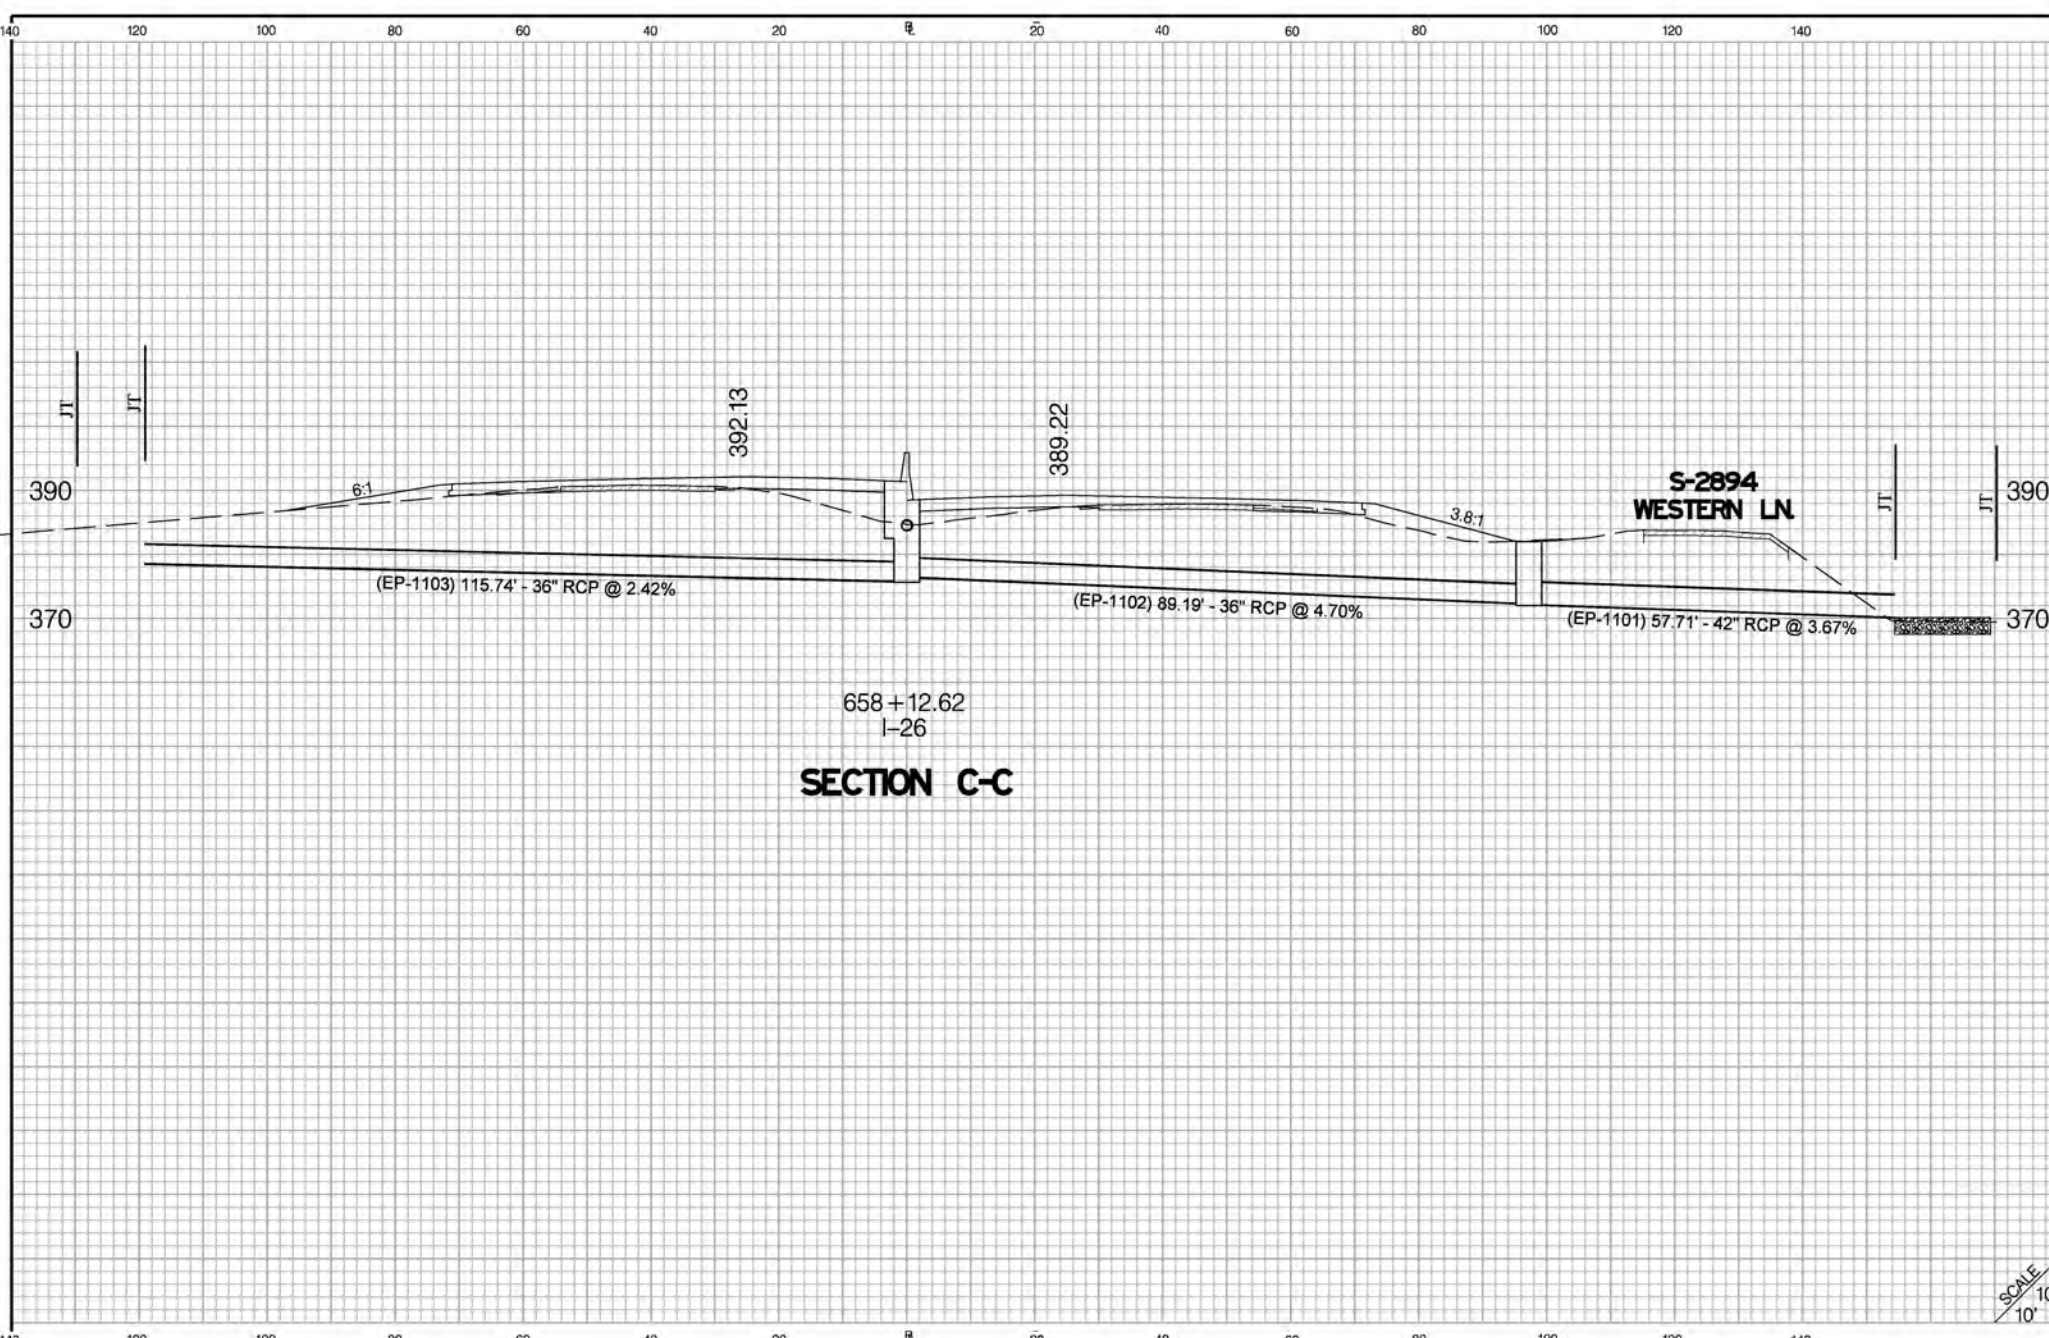 140 120 100 80 60 40 20 20 40 60 80 100 120 140
JT JT
392.13
389.22
JT JT
390
6:1
3.8:1
S-2894
WESTERN LN.
390
370
(EP-1103) 115.74' - 36" RCP @ 2.42%
(EP-1102) 89.19' - 36" RCP @ 4.70%
(EP-1101) 57.71' - 42" RCP @ 3.67%
370
658+12.62
I-26
SECTION C-C
SCALE
10'